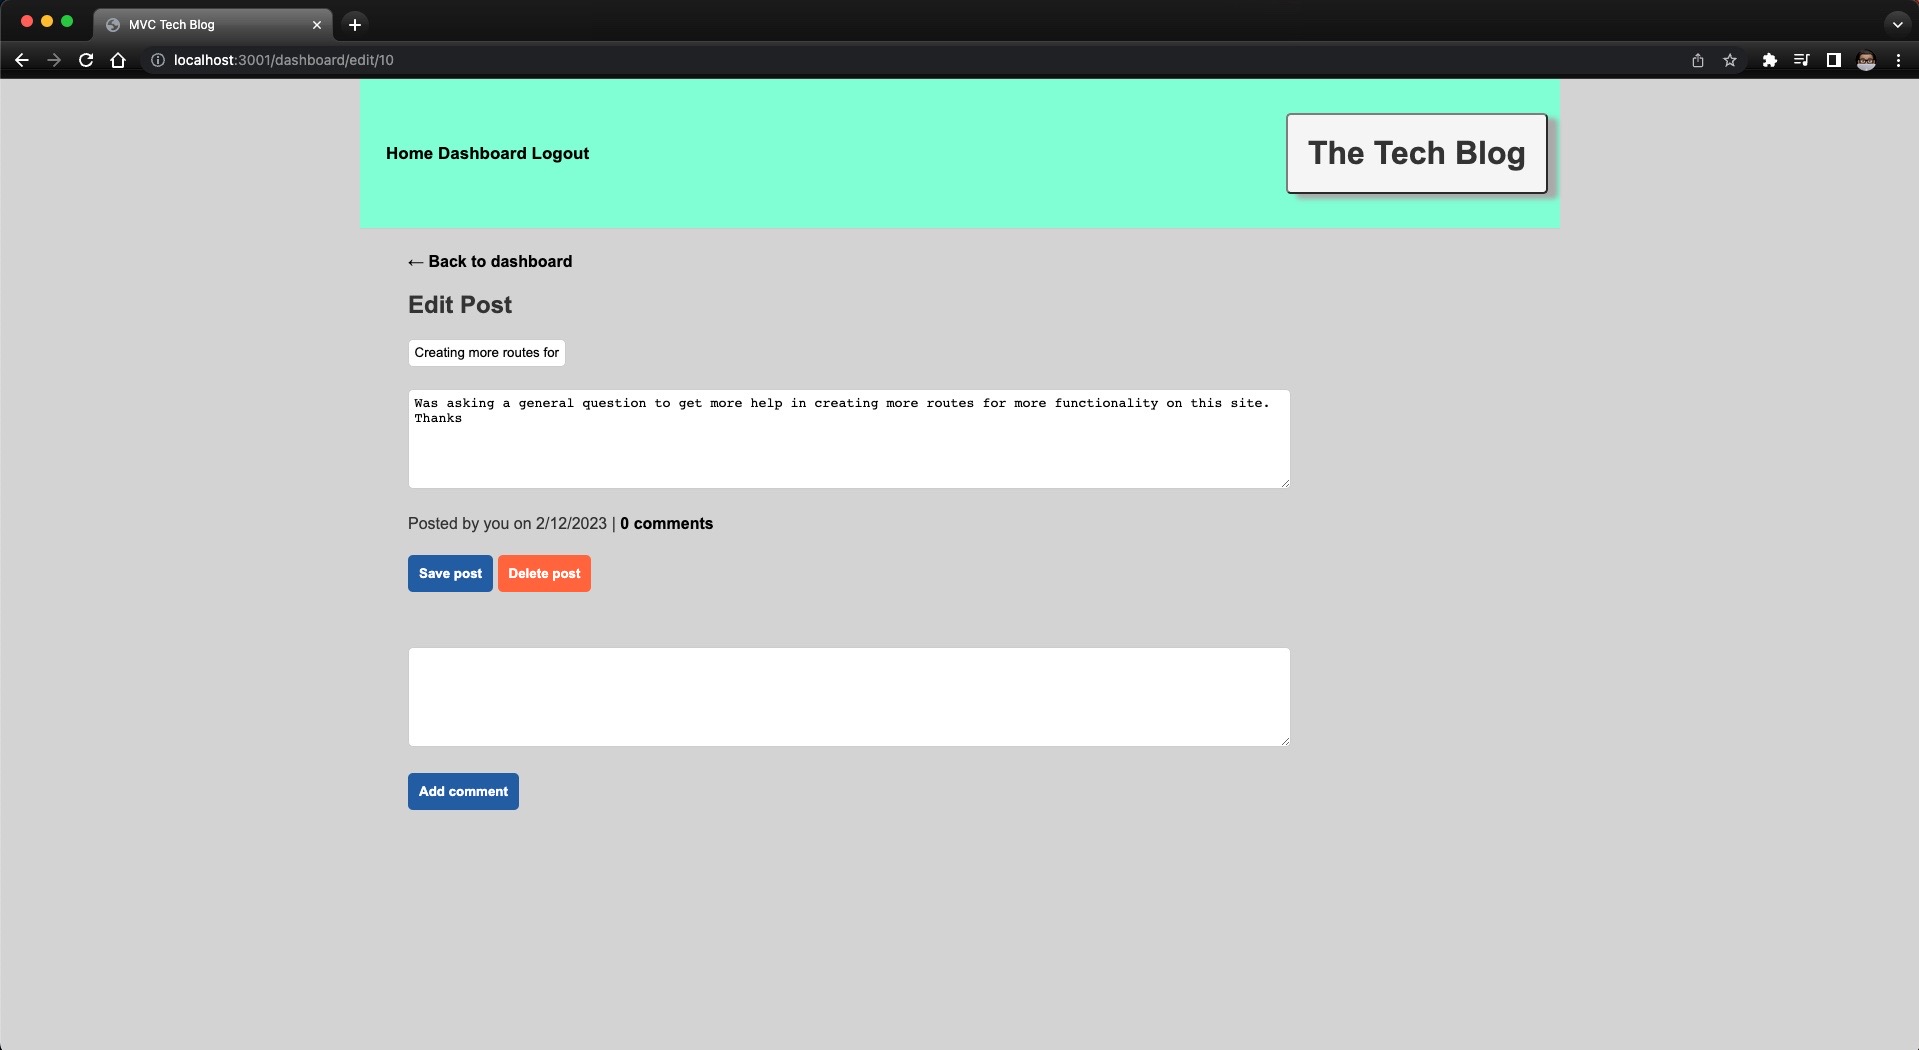 MVC Tech Blog
localhost:3001/dashboard/edit/10
Home Dashboard Logout
The Tech Blog
← Back to dashboard
Edit Post
Creating more routes for
Was asking a general question to get more help in creating more routes for more functionality on this site.
Thanks
Posted by you on 2/12/2023 | 0 comments
Save post Delete post
Add comment